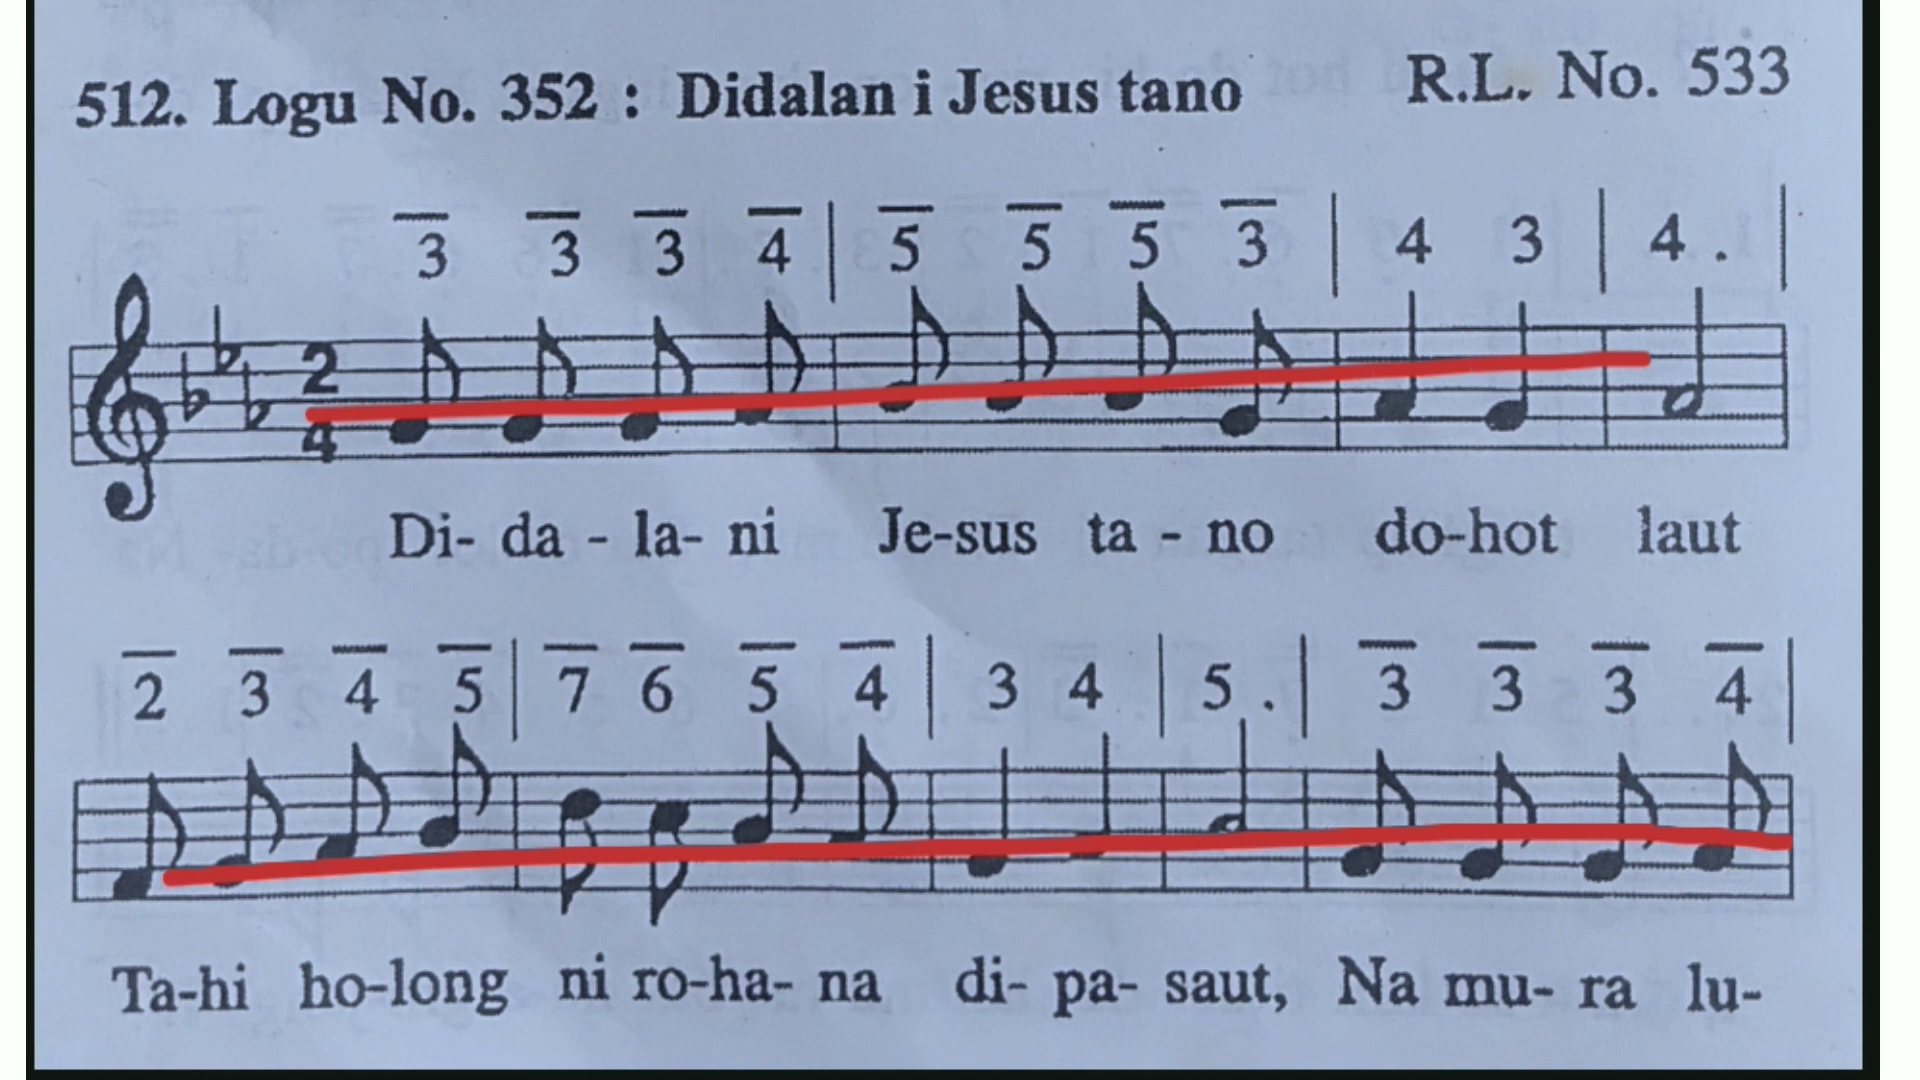 512. Logu No. 352 : Didalan i Jesus tano R.L. No. 533
3 3 3 4 | 5 5 5 3 | 4 3 | 4 . |
2 4
Di- da - la- ni Je-sus ta - no do-hot laut
2 3 4 5 | 7 6 5 4 | 3 4 | 5 . | 3 3 3 4 |
Ta-hi ho-long ni ro-ha- na di- pa- saut, Na mu- ra lu-